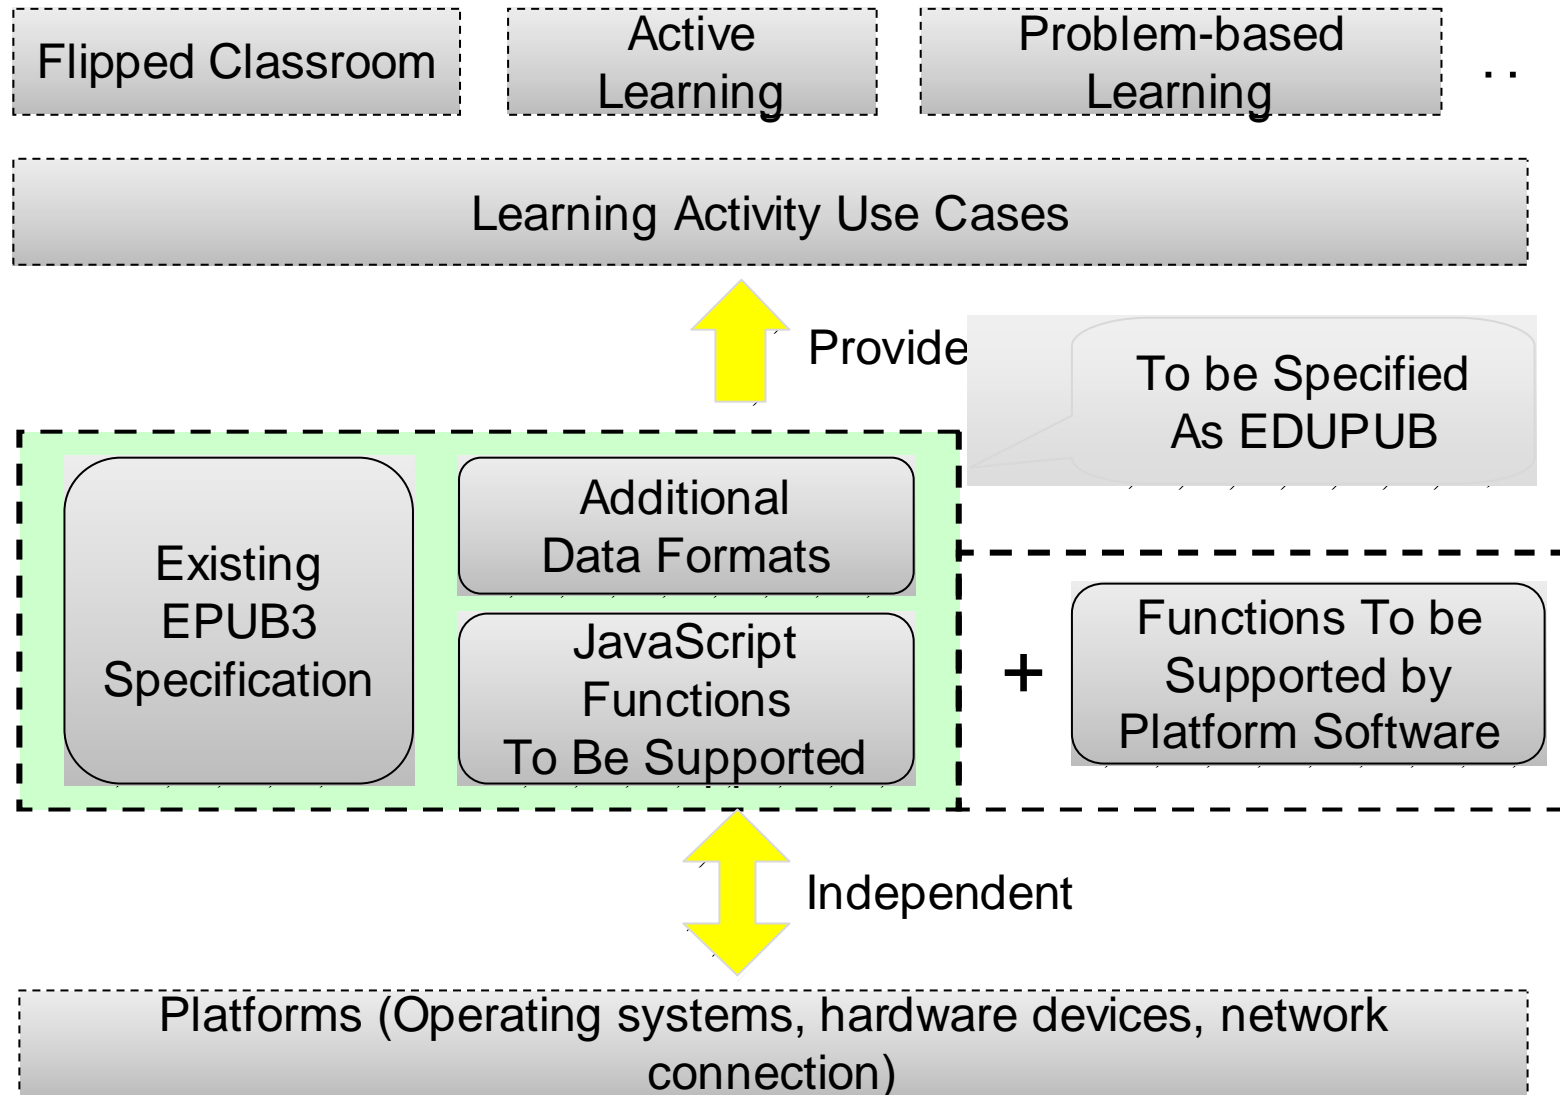 Flipped Classroom
Active
Learning
Problem-based
Learning
. .
Learning Activity Use Cases
Provide
To be Specified
As EDUPUB
Existing
EPUB3
Specification
Additional
Data Formats
JavaScript
Functions
To Be Supported
+
Functions To be
Supported by
Platform Software
Independent
Platforms (Operating systems, hardware devices, network
connection)